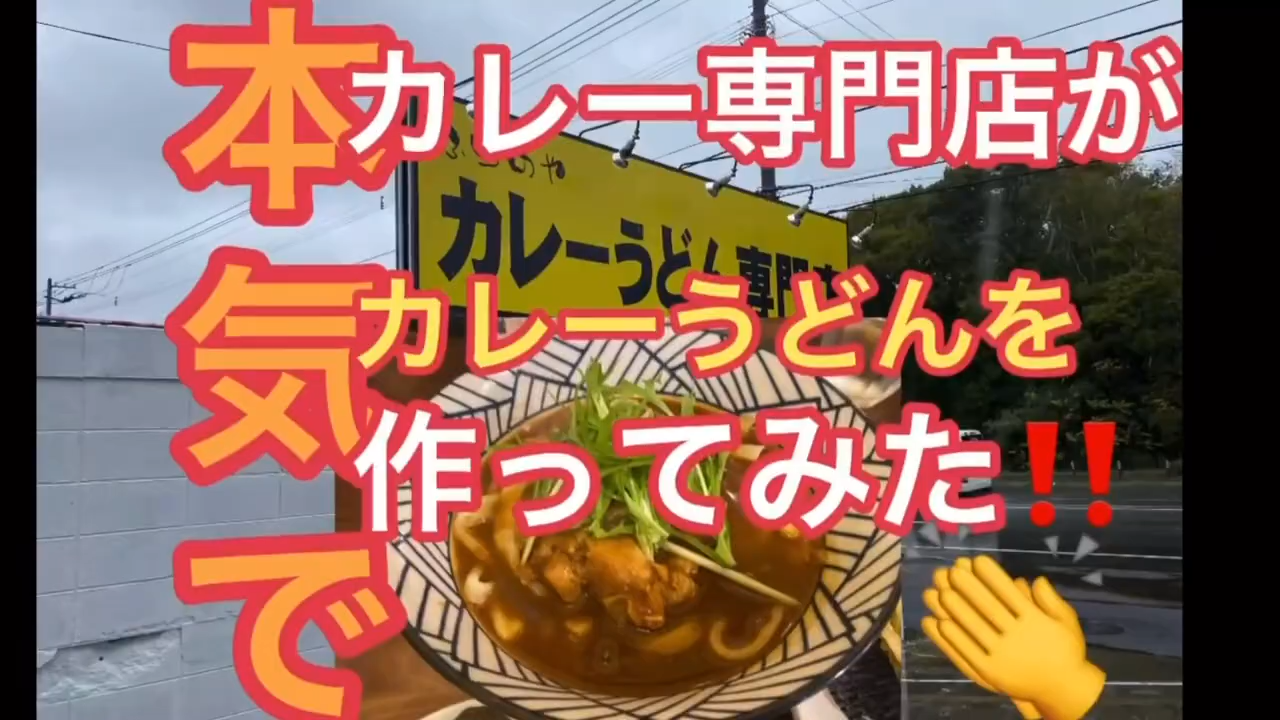 本気で
カレー専門店が
カレーうどんを
作ってみた‼
カレーうどん専門店